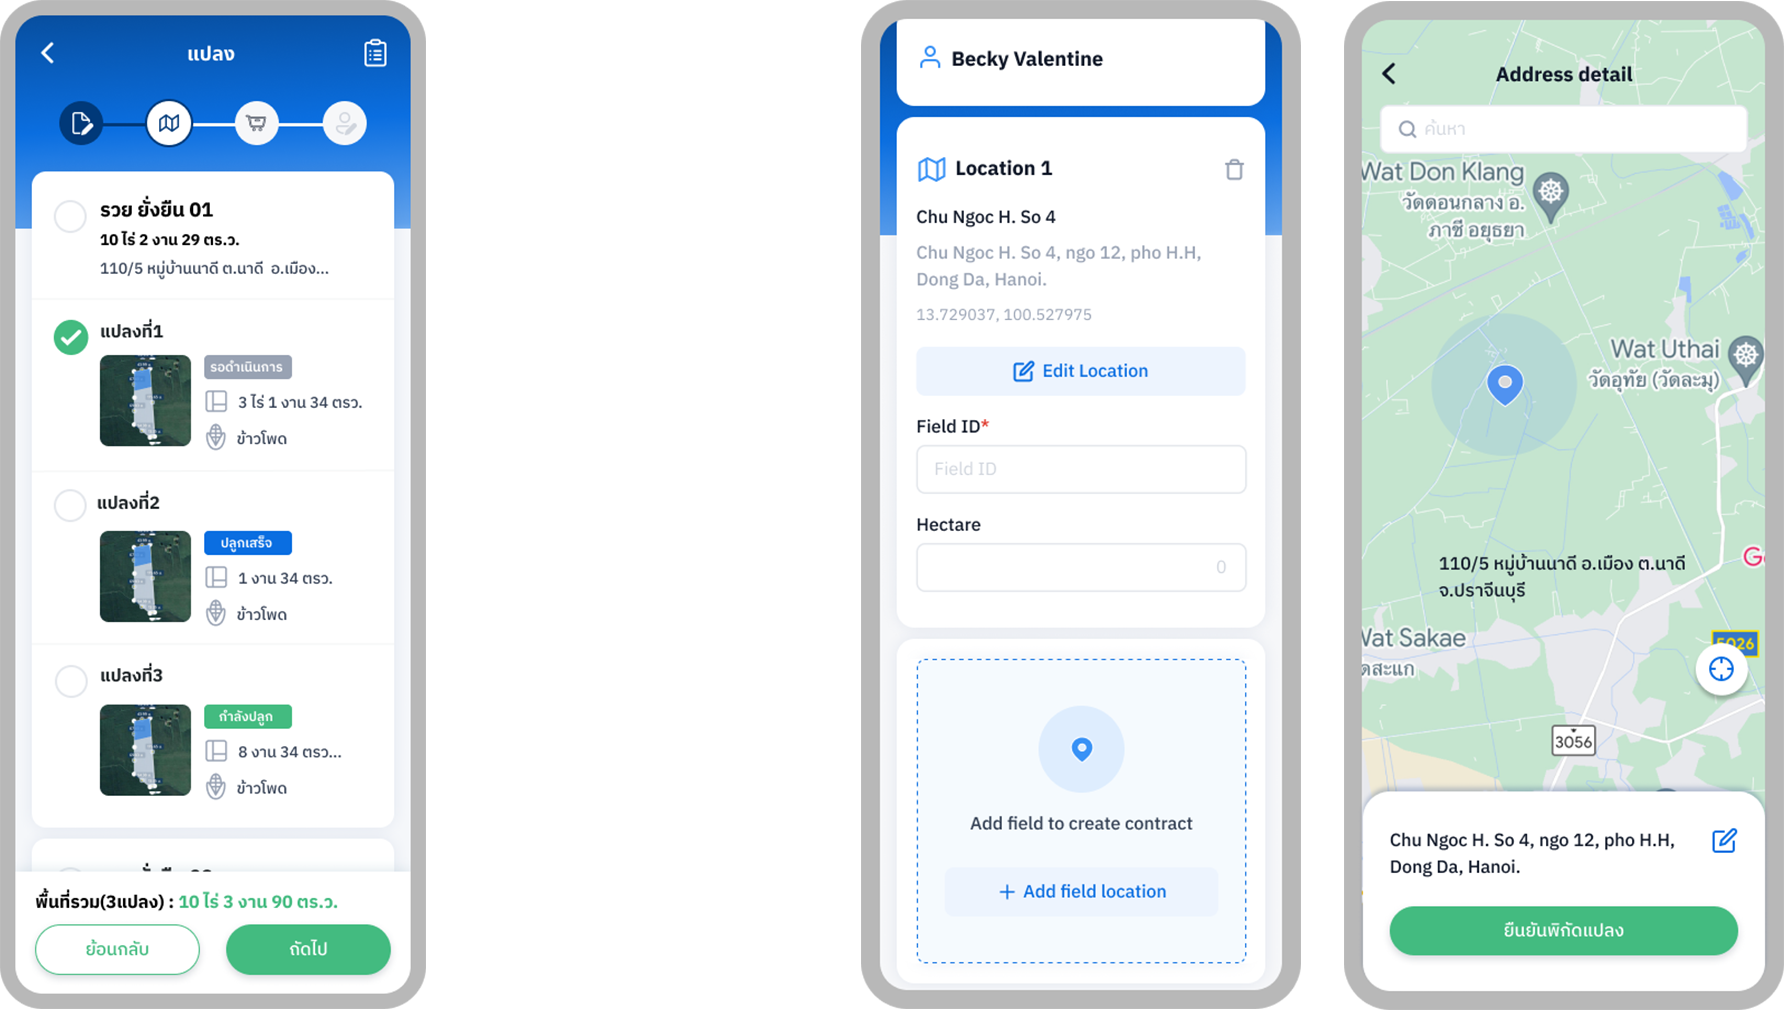 แปลง
รวย ยั่งยืน 01
10 ไร่ 2 งาน 29 ตร.ว.
110/5 หมู่บ้านนาดี ต.นาดี อ.เมือง...
แปลงที่1
รอดำเนินการ
3 ไร่ 1 งาน 34 ตรว.
ข้าวโพด
แปลงที่2
ปลูกเสร็จ
1 งาน 34 ตรว.
ข้าวโพด
แปลงที่3
กำลังปลูก
8 งาน 34 ตรว...
ข้าวโพด
พื้นที่รวม(3แปลง) : 10 ไร่ 3 งาน 90 ตร.ว.
ย้อนกลับ
ถัดไป
Becky Valentine
Location 1
Chu Ngoc H. So 4
Chu Ngoc H. So 4, ngo 12, pho H.H,
Dong Da, Hanoi.
13.729037, 100.527975
Edit Location
Field ID*
Field ID
Hectare
0
Add field to create contract
+ Add field location
Address detail
ค้นหา
Wat Don Klang
วัดดอนกลาง อ.
ภาชี อยุธยา
Wat Uthai
วัดอุทัย (วัดละมุ)
110/5 หมู่บ้านนาดี อ.เมือง ต.นาดี
จ.ปราจีนบุรี
Wat Sakae
ดสะแก
5026
3056
Chu Ngoc H. So 4, ngo 12, pho H.H,
Dong Da, Hanoi.
ยืนยันพิกัดแปลง